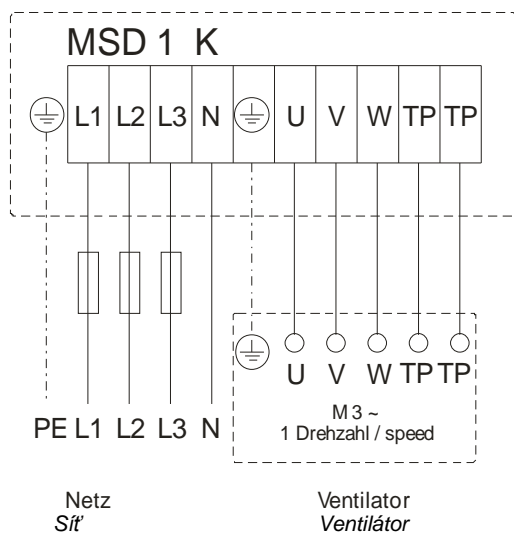 MSD 1 K
L1 L2 L3 N U V W TP TP
U V W TP TP
M 3 ~
1 Drehzahl / speed
PE L1 L2 L3 N
Netz
Síť
Ventilator
Ventilátor